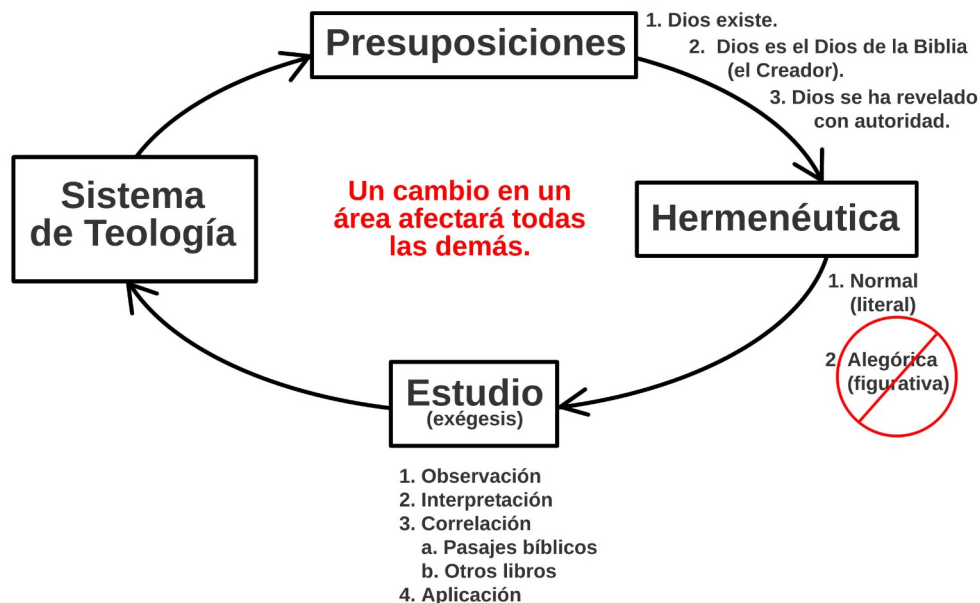 Presuposiciones
1. Dios existe.
2. Dios es el Dios de la Biblia
(el Creador).
3. Dios se ha revelado
con autoridad.
Sistema
de Teología
Un cambio en un
área afectará todas
las demás.
Hermenéutica
1. Normal
(literal)
2. Alegórica
(figurativa)
Estudio
(exégesis)
1. Observación
2. Interpretación
3. Correlación
a. Pasajes bíblicos
b. Otros libros
4. Aplicación